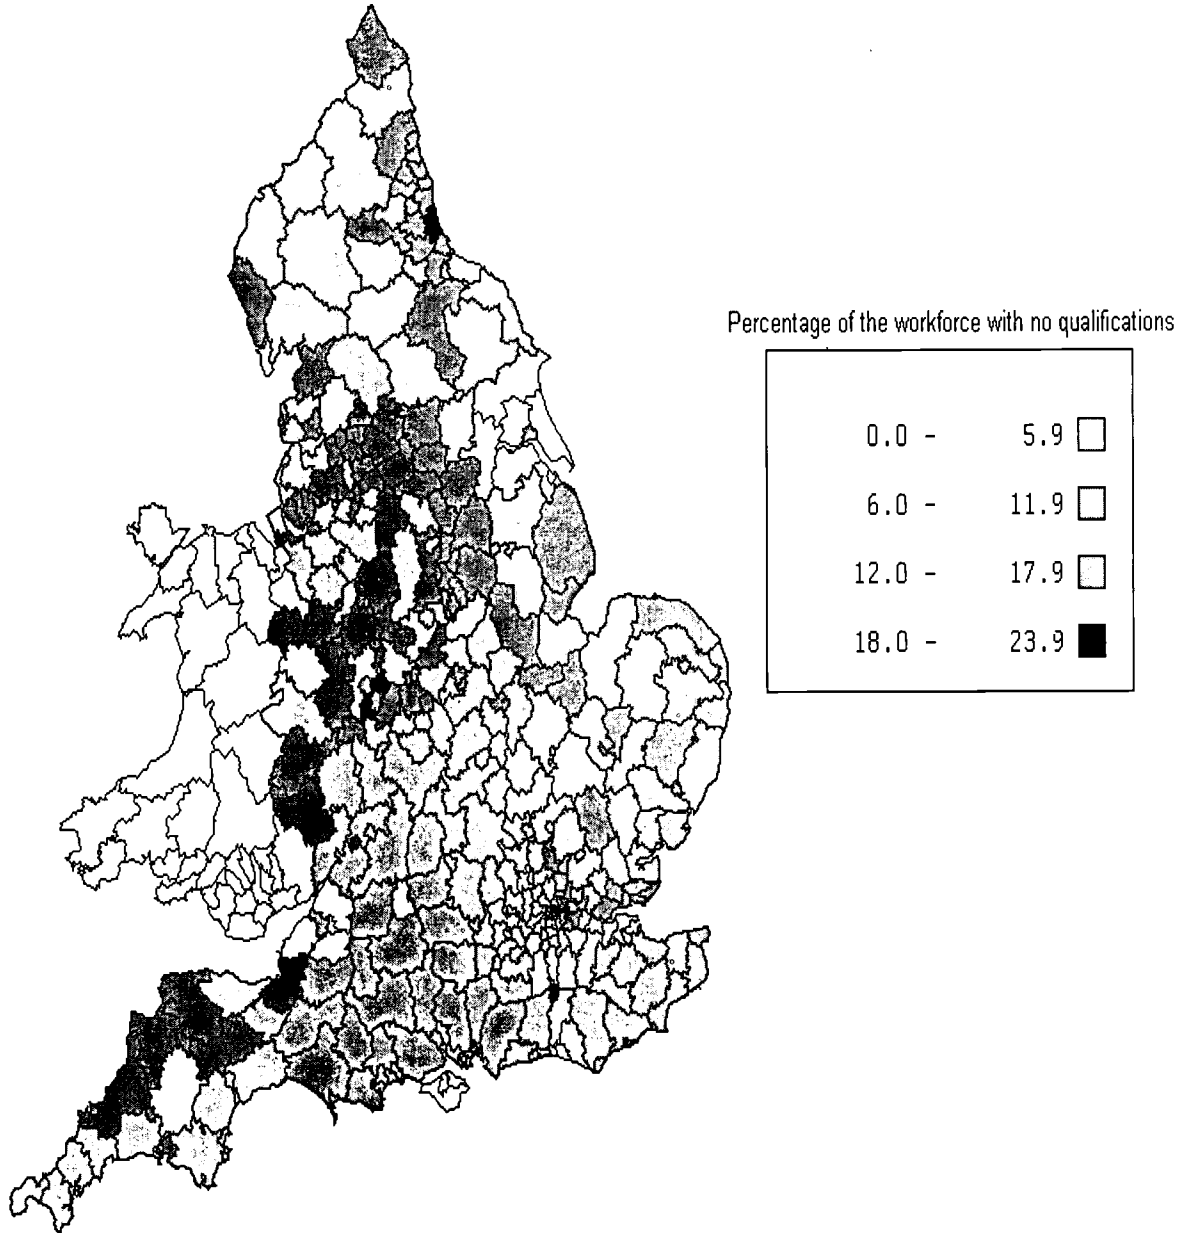 Percentage of the workforce with no qualifications
0.0 - 5.9
6.0 - 11.9
12.0 - 17.9
18.0 - 23.9